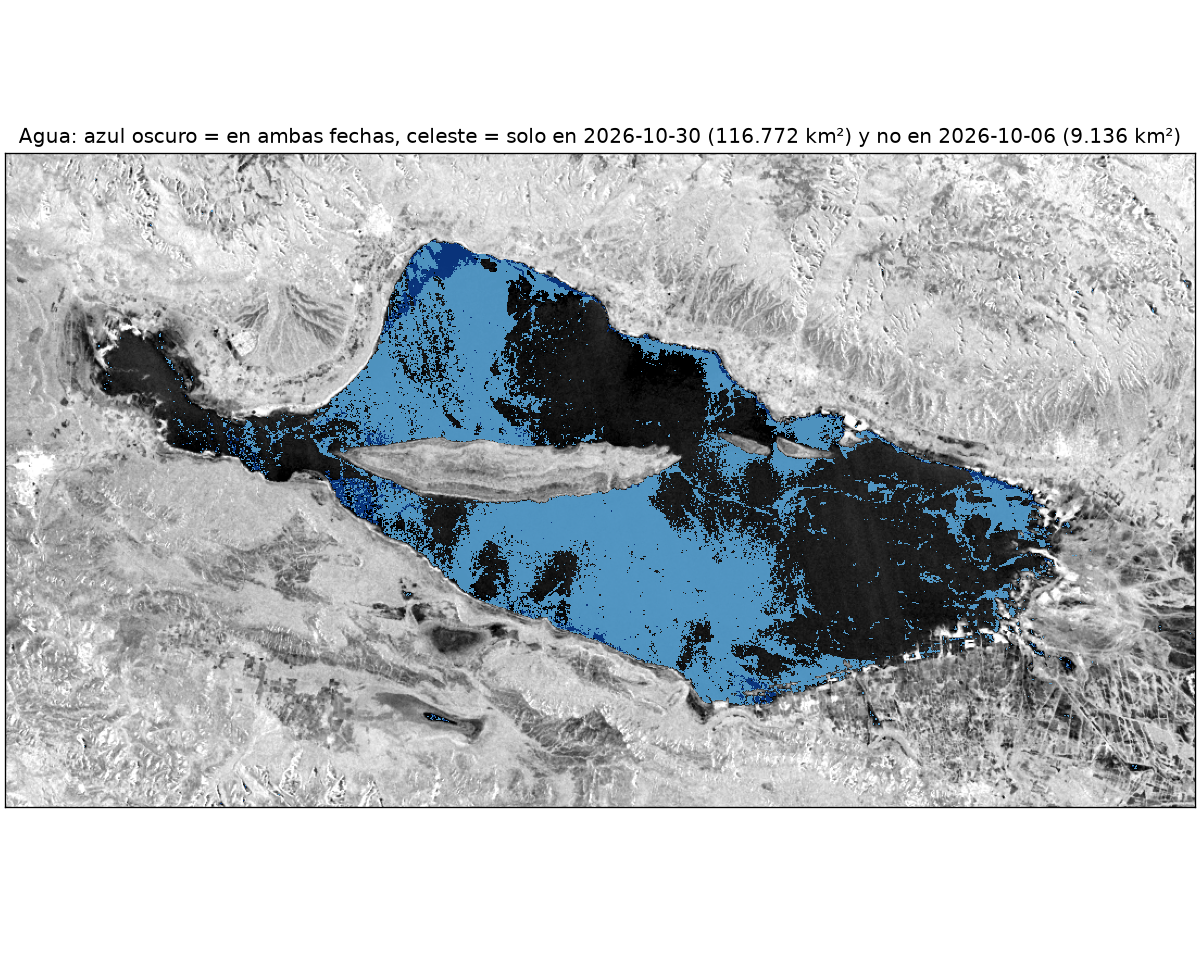 Agua: azul oscuro = en ambas fechas, celeste = solo en 2026-10-30 (116.772 km²) y no en 2026-10-06 (9.136 km²)